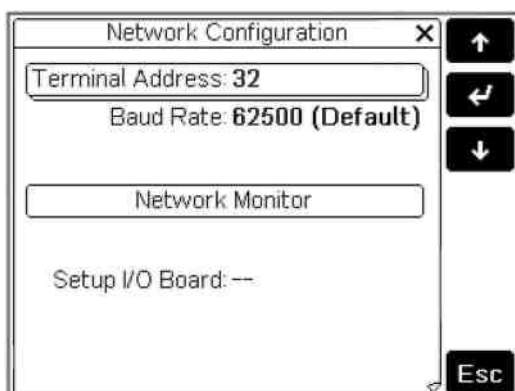 Network Configuration
Terminal Address: 32
Baud Rate: 62500 (Default)
Network Monitor
Setup I/O Board: --
Esc